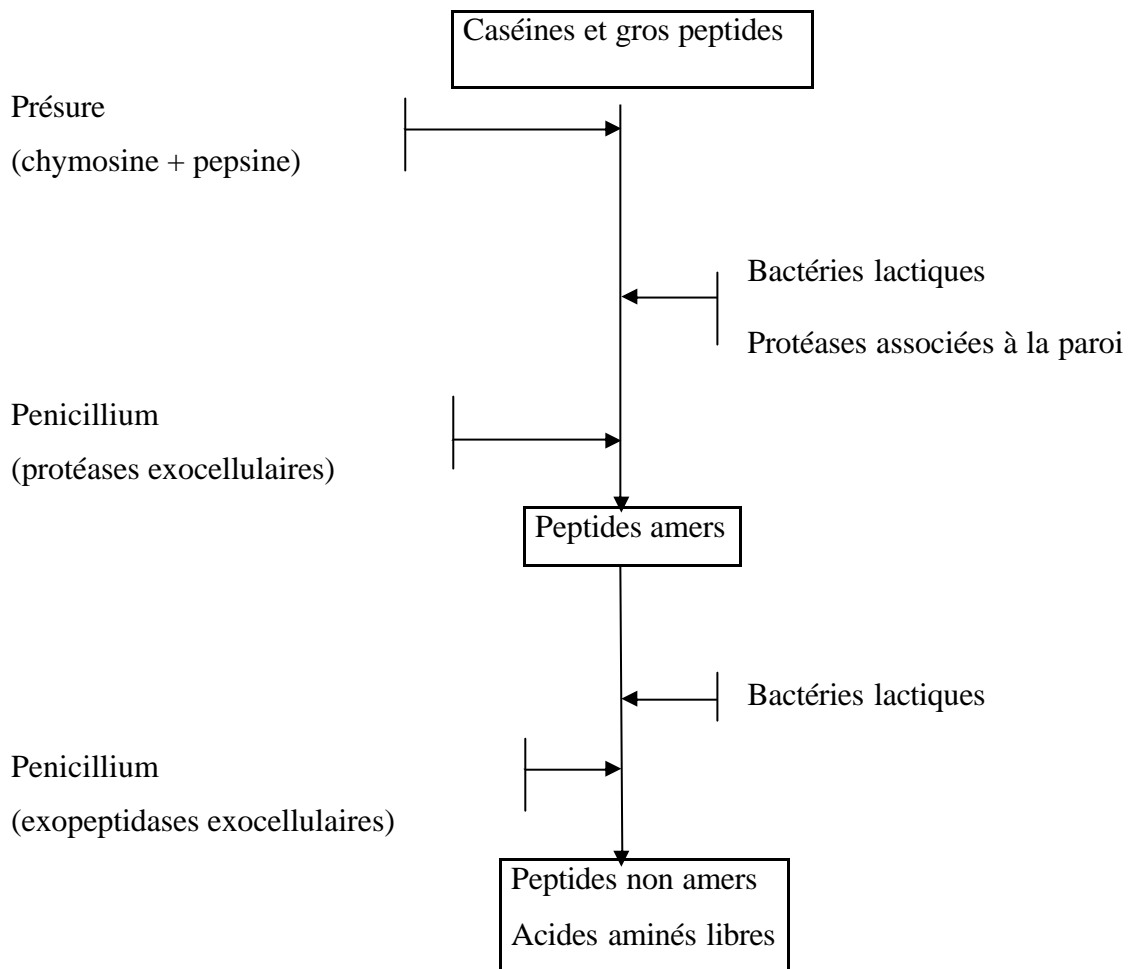 Caséines et gros peptides
Présure
(chymosine + pepsine)
Bactéries lactiques
Protéases associées à la paroi
Penicillium
(protéases exocellulaires)
Peptides amers
Bactéries lactiques
Penicillium
(exopeptidases exocellulaires)
Peptides non amers
Acides aminés libres